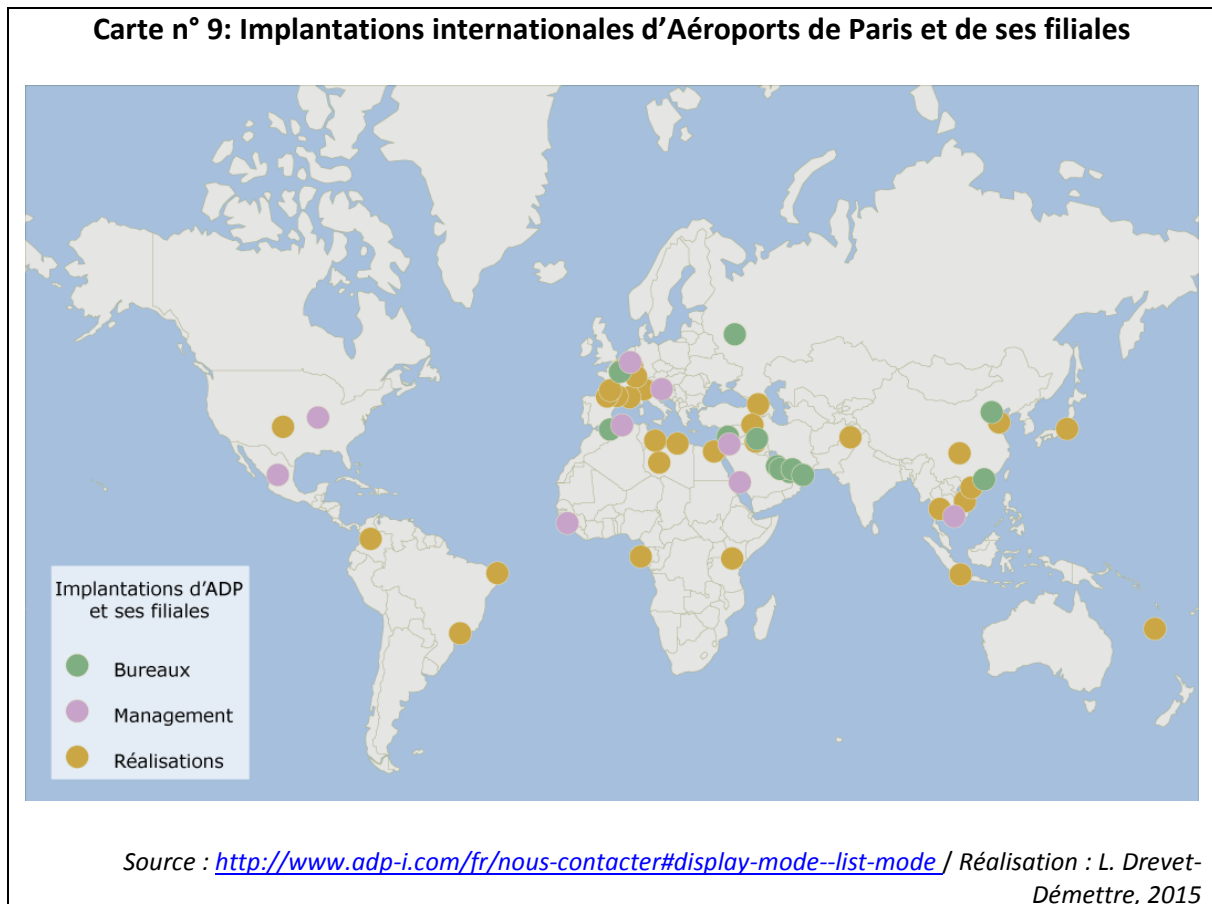 Carte n° 9: Implantations internationales d’Aéroports de Paris et de ses filiales
Implantations d’ADP
et ses filiales
Bureaux
Management
Réalisations
Source : http://www.adp-i.com/fr/nous-contacter#display-mode--list-mode / Réalisation : L. Drevet-
Démettre, 2015